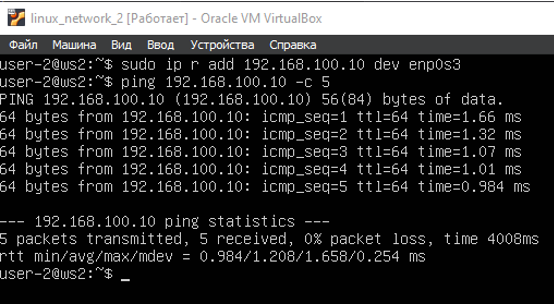 linux_network_2 [Работает] - Oracle VM VirtualBox
Файл Машина Вид Ввод Устройства Справка
user-2@ws2:~$ sudo ip r add 192.168.100.10 dev enp0s3
user-2@ws2:~$ ping 192.168.100.10 -c 5
PING 192.168.100.10 (192.168.100.10) 56(84) bytes of data.
64 bytes from 192.168.100.10: icmp_seq=1 ttl=64 time=1.66 ms
64 bytes from 192.168.100.10: icmp_seq=2 ttl=64 time=1.32 ms
64 bytes from 192.168.100.10: icmp_seq=3 ttl=64 time=1.07 ms
64 bytes from 192.168.100.10: icmp_seq=4 ttl=64 time=1.01 ms
64 bytes from 192.168.100.10: icmp_seq=5 ttl=64 time=0.984 ms
--- 192.168.100.10 ping statistics ---
5 packets transmitted, 5 received, 0% packet loss, time 4008ms
rtt min/avg/max/mdev = 0.984/1.208/1.658/0.254 ms
user-2@ws2:~$ _